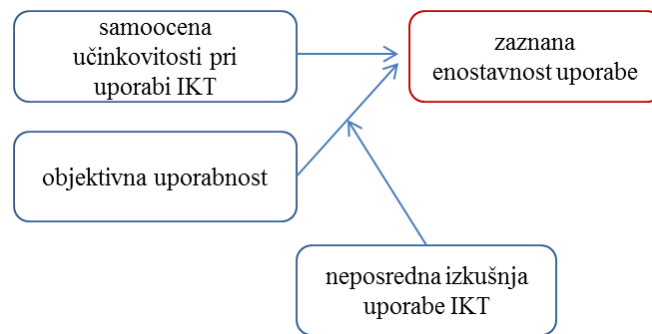 samoocena
učinkovitosti pri
uporabi IKT
zaznana
enostavnost uporabe
objektivna uporabnost
neposredna izkušnja
uporabe IKT